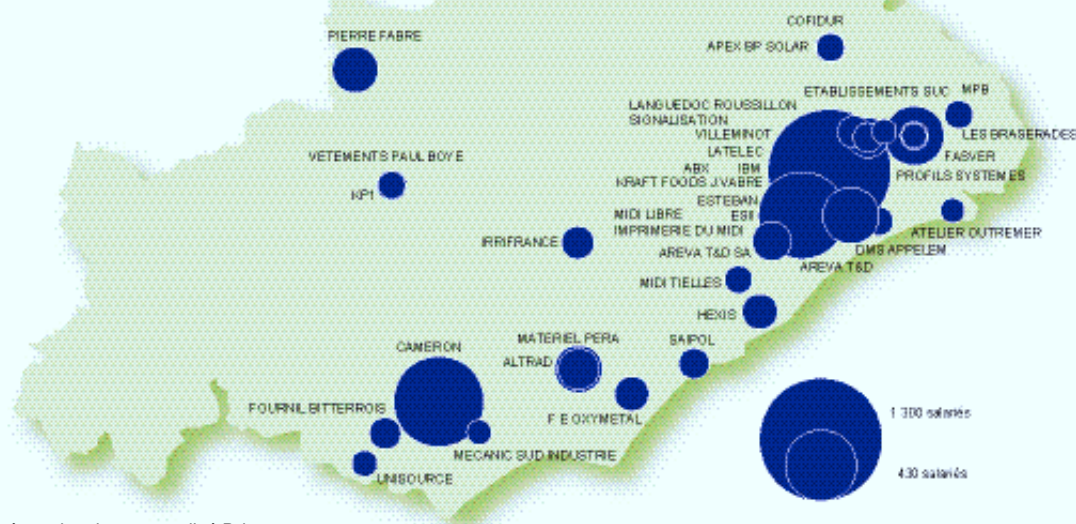 COFIDUR
PIERRE FABRE
APEX BP SOLAR
ETABLISSEMENTS SUC
MPB
LANGUEDOC ROUSSILLON
SIGNALISATION
VILLEMINOT
LES BRASERADES
LATELEC
FASVER
VETEMENTS PAUL BOYE
ABX IBM
PROFILS SYSTEMES
KRAFT FOODS J.VABRE
KP1
ESTEBAN
MIDI LIBRE ESII
IMPRIMERIE DU MIDI
ATELIER OUTREMER
IRRIFRANCE
DMS APPELEM
AREVA T&D SA
AREVA T&D
MIDI TIELLES
HEXIS
MATERIEL PERA
SAIPOL
CAMERON
ALTRAD
FOURNIL BITTERROIS
1 300 salariés
F E OXYMETAL
MECANIC SUD INDUSTRIE
430 salariés
UNISOURCE